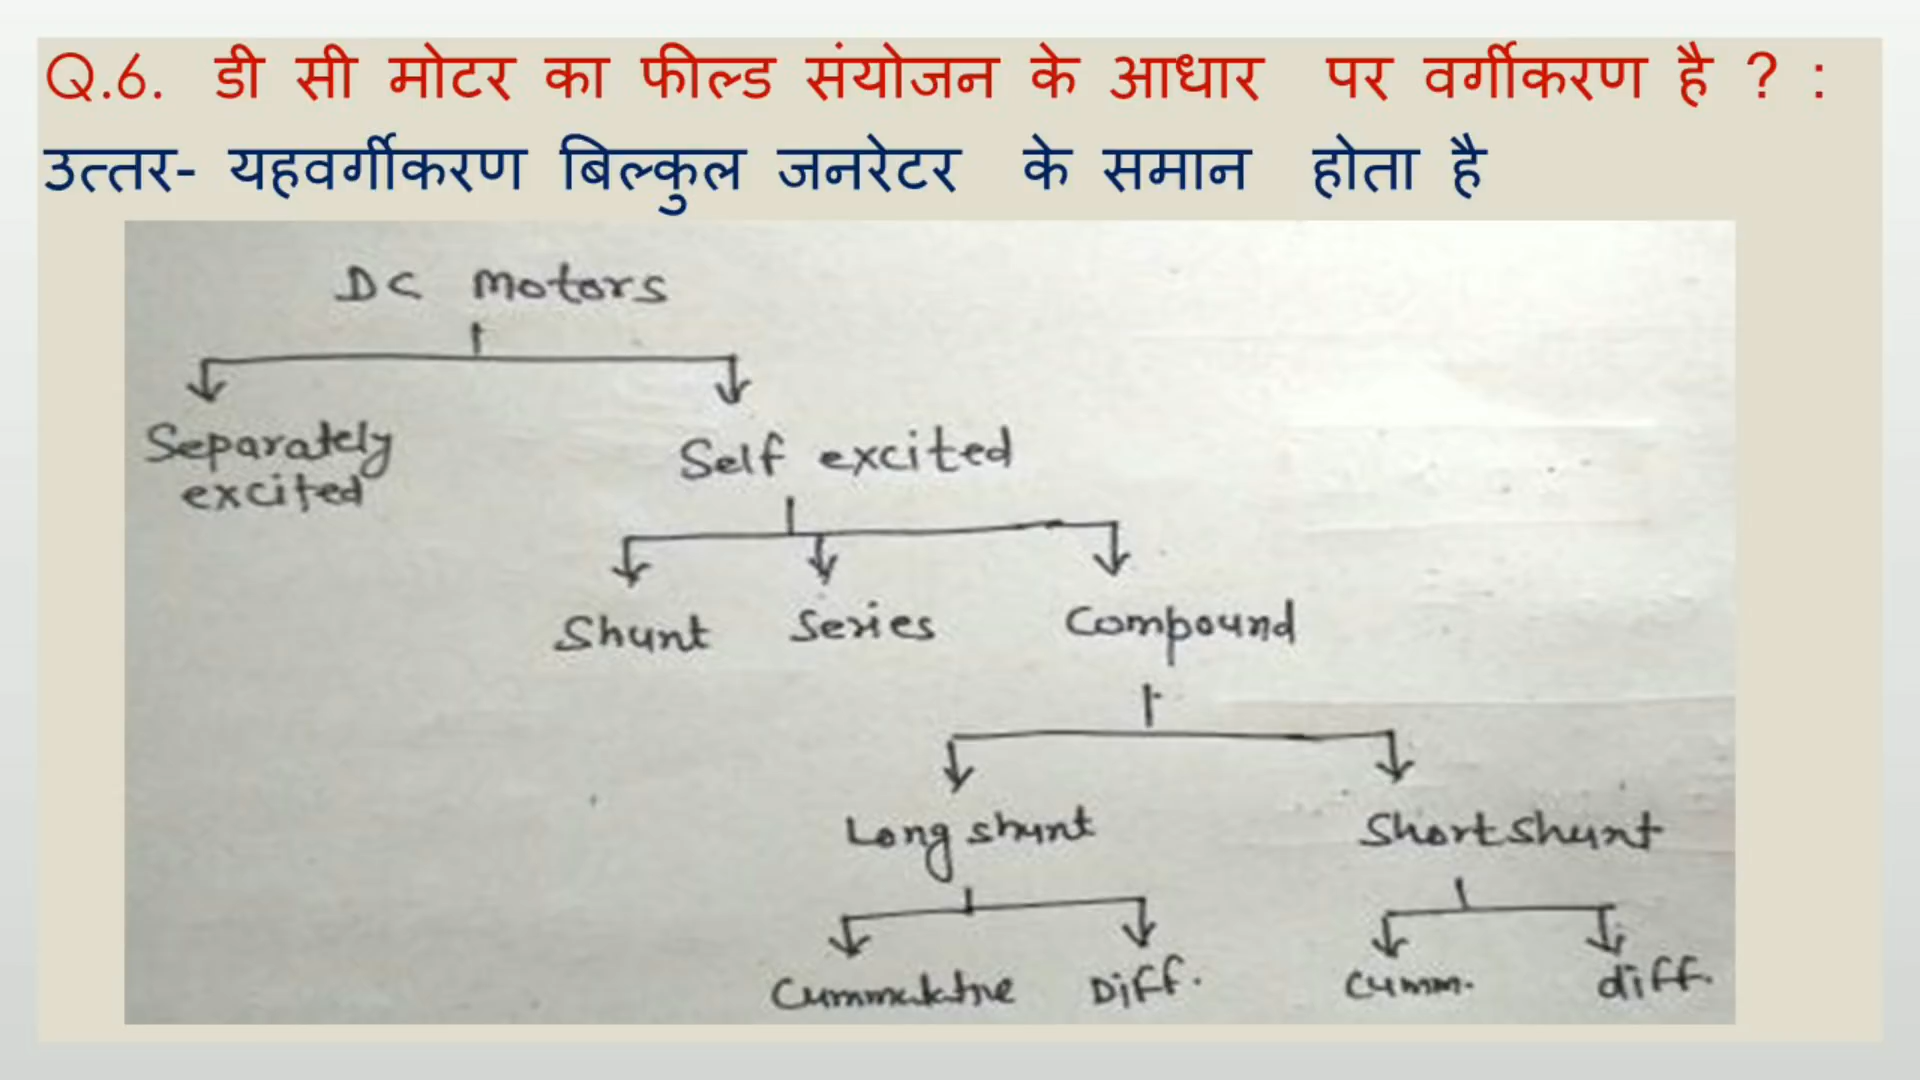 Q.6. डी सी मोटर का फील्ड संयोजन के आधार पर वर्गीकरण है ? :
उत्तर- यहवर्गीकरण बिल्कुल जनरेटर के समान होता है
DC Motors
Separately
excited
Self excited
Shunt Series Compound
Long shunt Short shunt
Cummulative Diff. Cumm. diff.